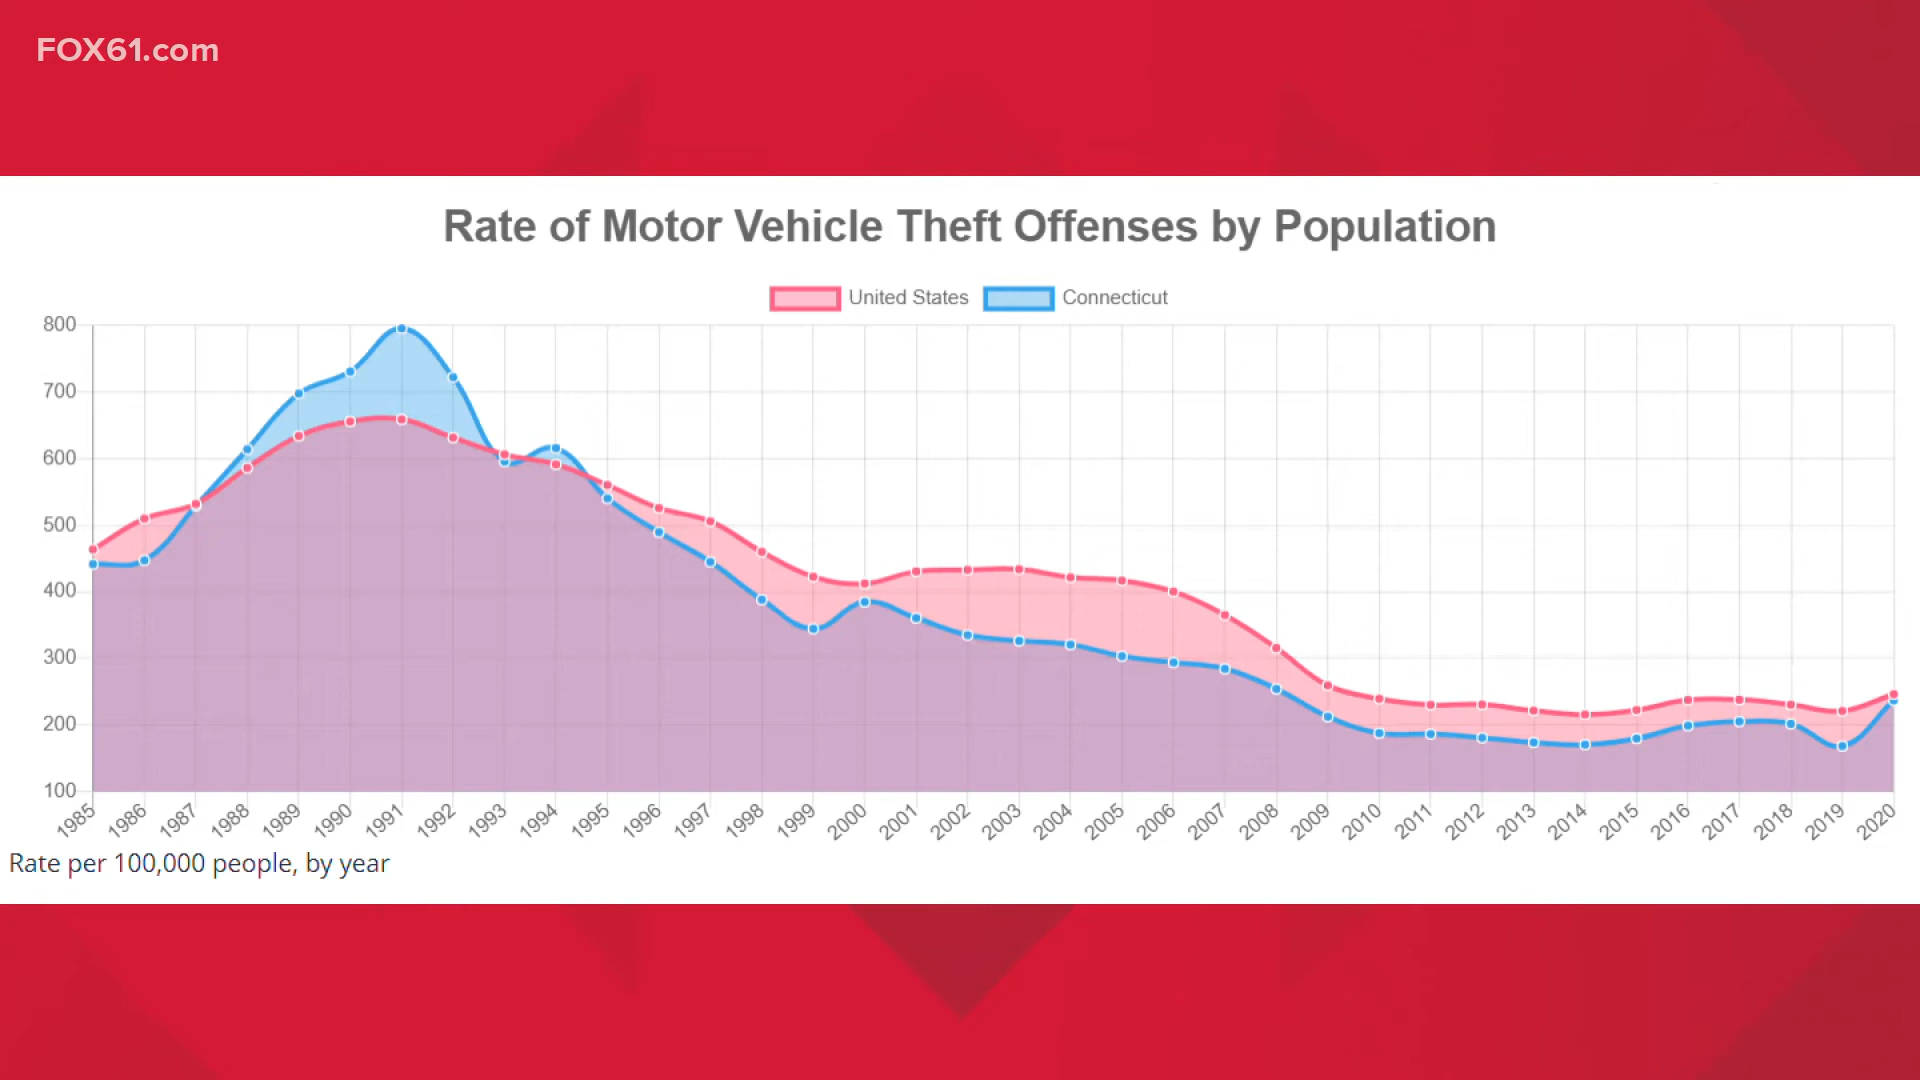 FOX61.com
Rate of Motor Vehicle Theft Offenses by Population
United States Connecticut
800
700
600
500
400
300
200
100
1985 1986 1987 1988 1989 1990 1991 1992 1993 1994 1995 1996 1997 1998 1999 2000 2001 2002 2003 2004 2005 2006 2007 2008 2009 2010 2011 2012 2013 2014 2015 2016 2017 2018 2019 2020
Rate per 100,000 people, by year